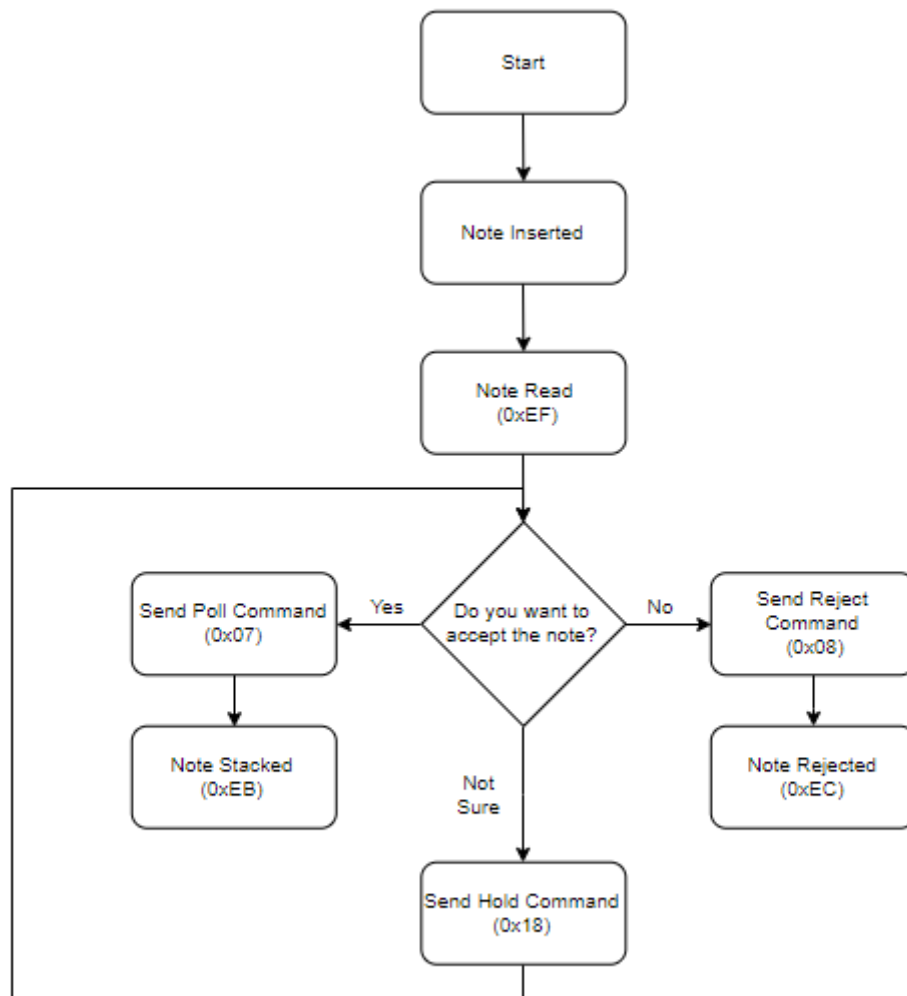 Start
Note Inserted
Note Read
(0xEF)
Do you want to
accept the note?
Yes
No
Send Poll Command
(0x07)
Send Reject
Command
(0x08)
Note Stacked
(0xEB)
Note Rejected
(0xEC)
Not
Sure
Send Hold Command
(0x18)